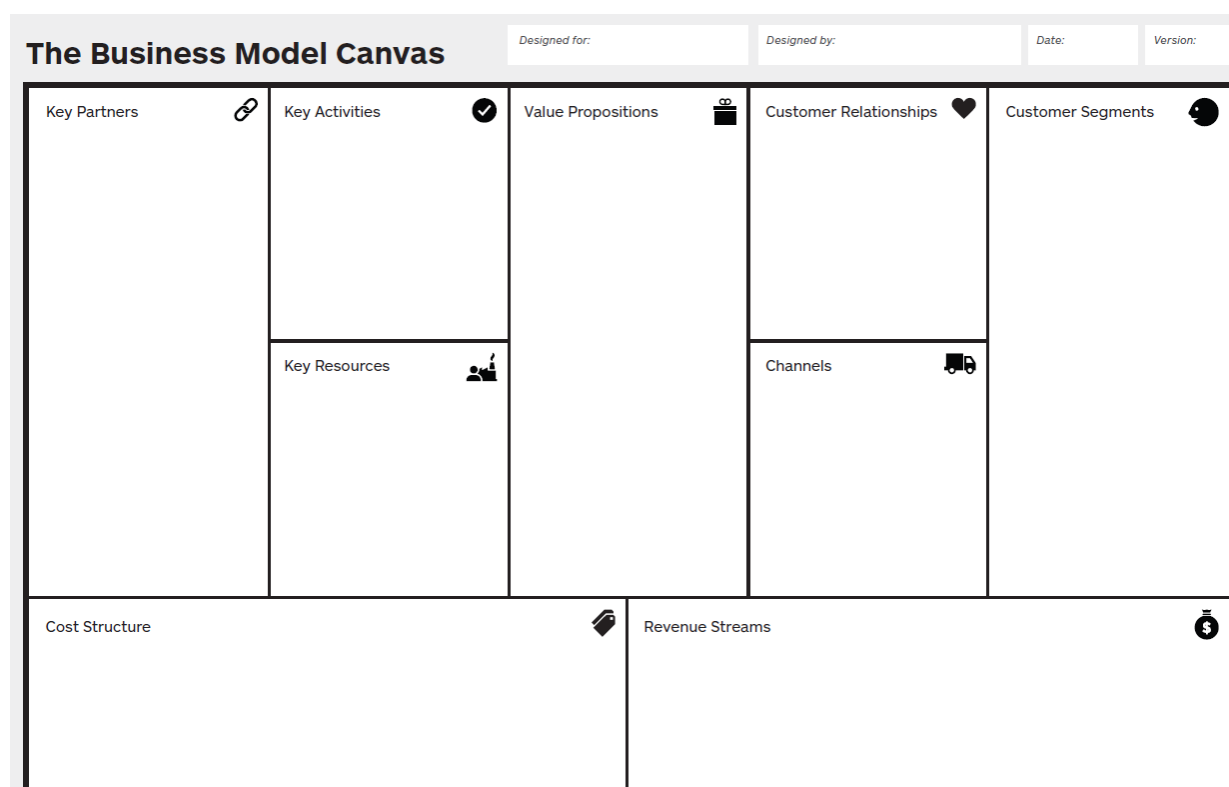 The Business Model Canvas
Designed for:
Designed by:
Date:
Version:
Key Partners
Key Activities
Value Propositions
Customer Relationships
Customer Segments
Key Resources
Channels
Cost Structure
Revenue Streams
$